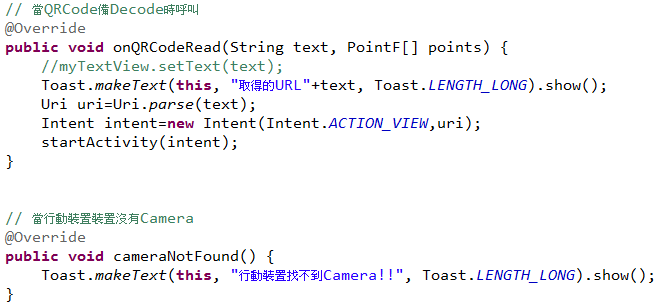 // 當QRCode備Decode時呼叫
@Override
public void onQRCodeRead(String text, PointF[] points) {
//myTextView.setText(text);
Toast.makeText(this, "取得的URL"+text, Toast.LENGTH_LONG).show();
Uri uri=Uri.parse(text);
Intent intent=new Intent(Intent.ACTION_VIEW,uri);
startActivity(intent);
}
// 當行動裝置裝置沒有Camera
@Override
public void cameraNotFound() {
Toast.makeText(this, "行動裝置找不到Camera!!", Toast.LENGTH_LONG).show();
}